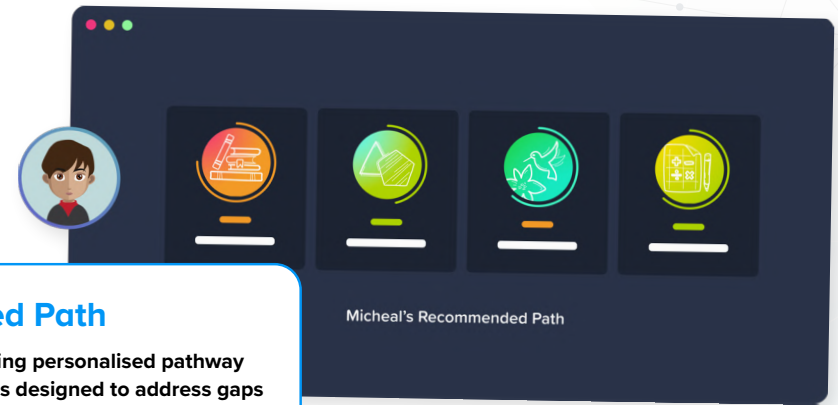 Micheal's Recommended Path
ed Path
ing personalised pathway
s designed to address gaps